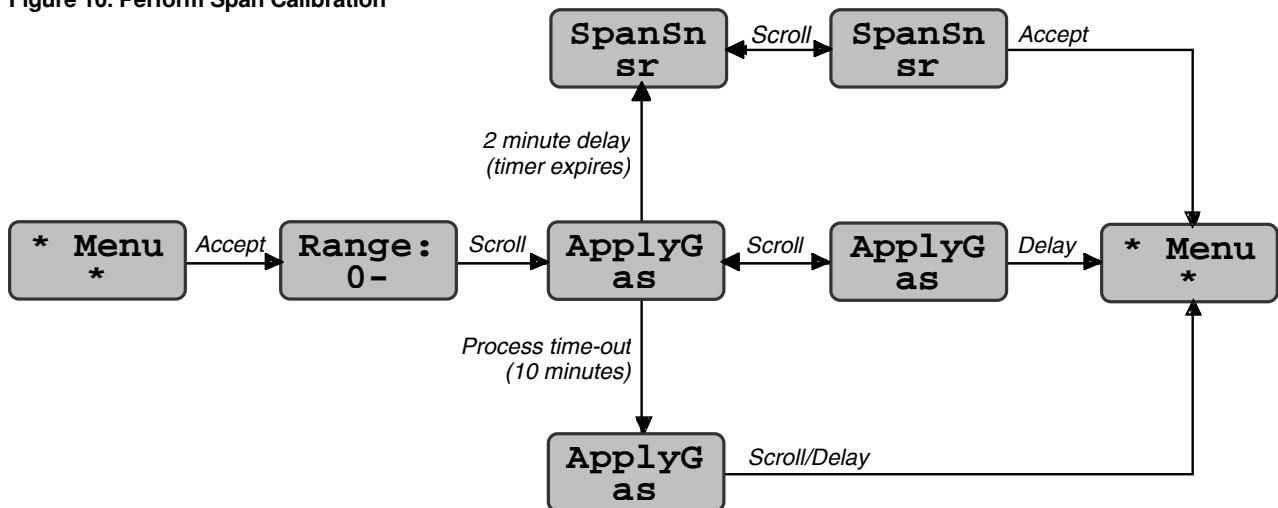 Figure 10. Perform Span Calibration
SpanSn
sr
Scroll
SpanSn
sr
Accept
2 minute delay
(timer expires)
* Menu
*
Accept
Range:
0-
Scroll
ApplyG
as
Scroll
ApplyG
as
Delay
* Menu
*
Process time-out
(10 minutes)
ApplyG
as
Scroll/Delay